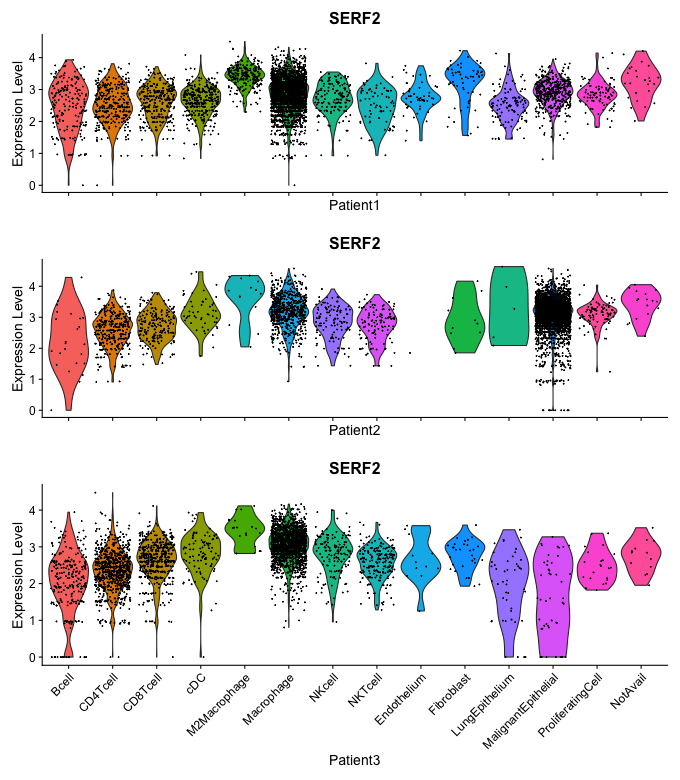 SERF2
Expression Level
4
3
2
1
0
Patient1
SERF2
Expression Level
4
3
2
1
0
Patient2
SERF2
Expression Level
4
3
2
1
0
Bcell
CD4Tcell
CD8Tcell
cDC
M2Macrophage
Macrophage
NKcell
NKTcell
Endothelium
Fibroblast
LungEpithelium
MalignantEpithelial
ProliferatingCell
NotAvail
Patient3